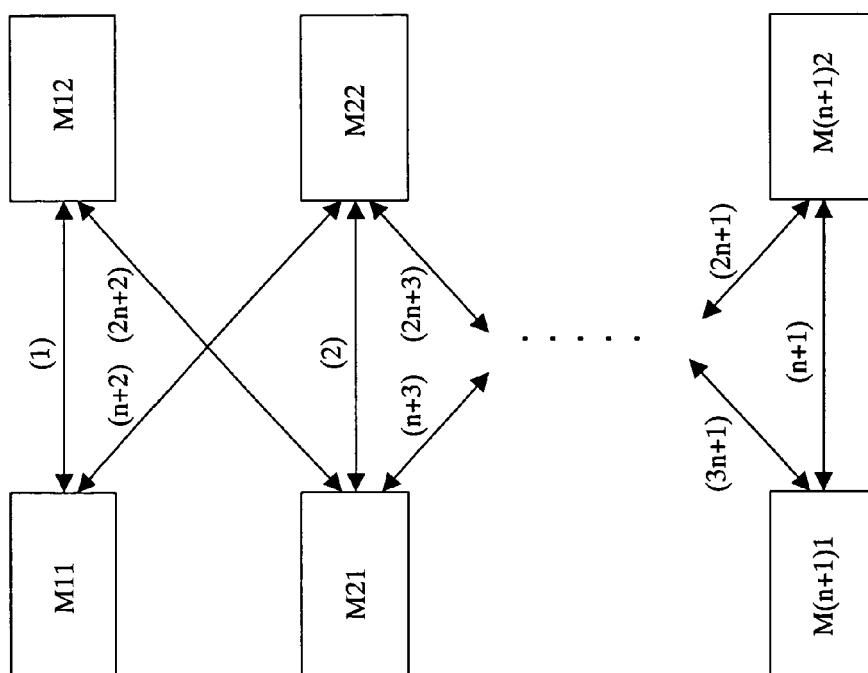 M12
M22
M(n+1)2
(1)
(n+2)
(2n+2)
(2)
(n+3)
(2n+3)
. . . . .
(3n+1)
(n+1)
(2n+1)
M11
M21
M(n+1)1